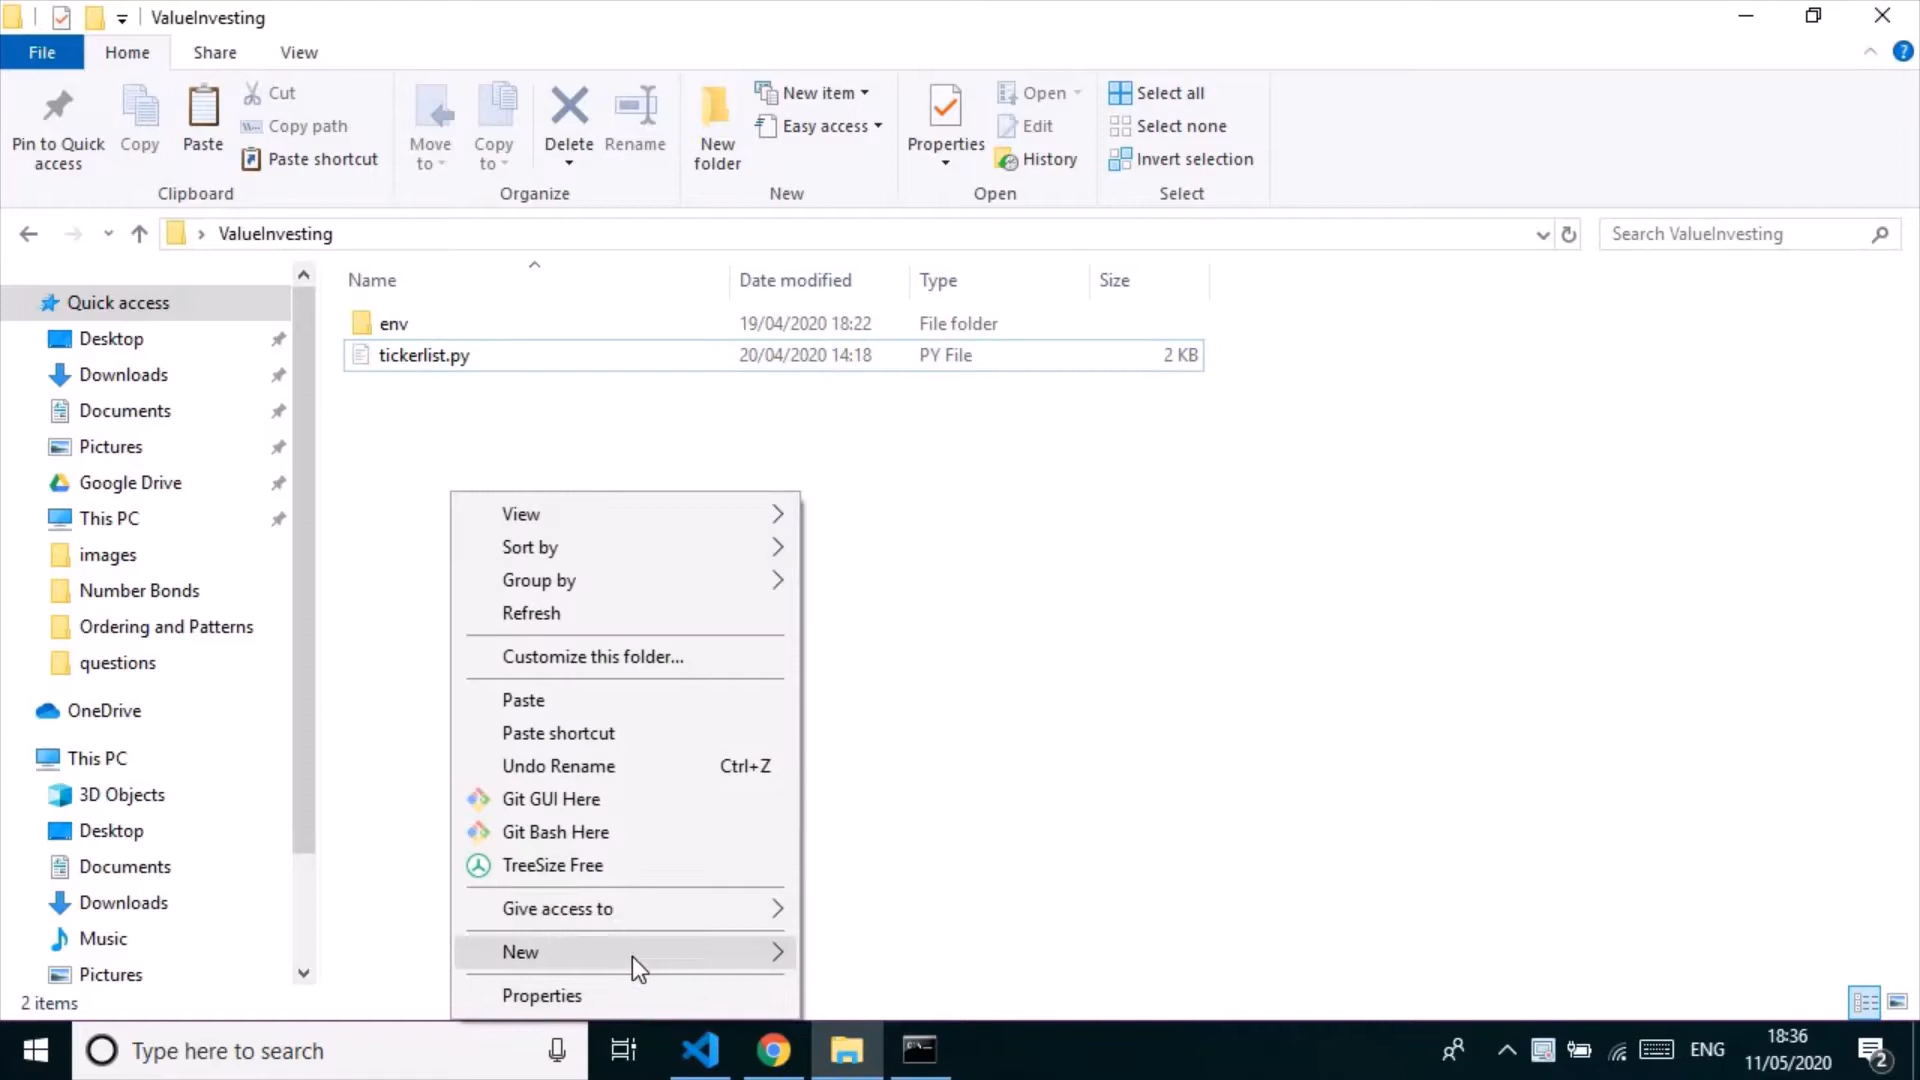 ValueInvesting
File Home Share View
Pin to Quick access
Copy
Paste
Cut
Copy path
Paste shortcut
Clipboard
Move to
Copy to
Delete
Rename
Organize
New folder
New item
Easy access
New
Properties
Open
Edit
History
Open
Select all
Select none
Invert selection
Select
ValueInvesting
Search ValueInvesting
Name Date modified Type Size
env 19/04/2020 18:22 File folder
tickerlist.py 20/04/2020 14:18 PY File 2 KB
Quick access
Desktop
Downloads
Documents
Pictures
Google Drive
This PC
images
Number Bonds
Ordering and Patterns
questions
OneDrive
This PC
3D Objects
Desktop
Documents
Downloads
Music
Pictures
View
Sort by
Group by
Refresh
Customize this folder...
Paste
Paste shortcut
Undo Rename Ctrl+Z
Git GUI Here
Git Bash Here
TreeSize Free
Give access to
New
Properties
2 items
Type here to search
ENG
18:36
11/05/2020
2